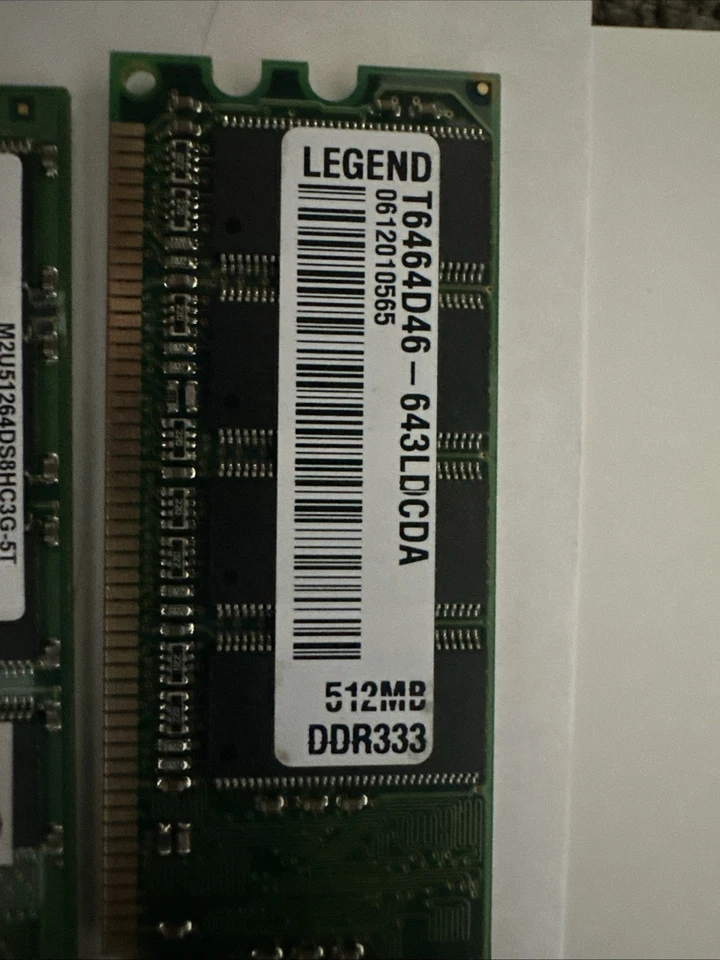 LEGEND
T6464D46-643LDCDA
0612010565
512MB
DDR333
M2U51264DS8HC3G-5T